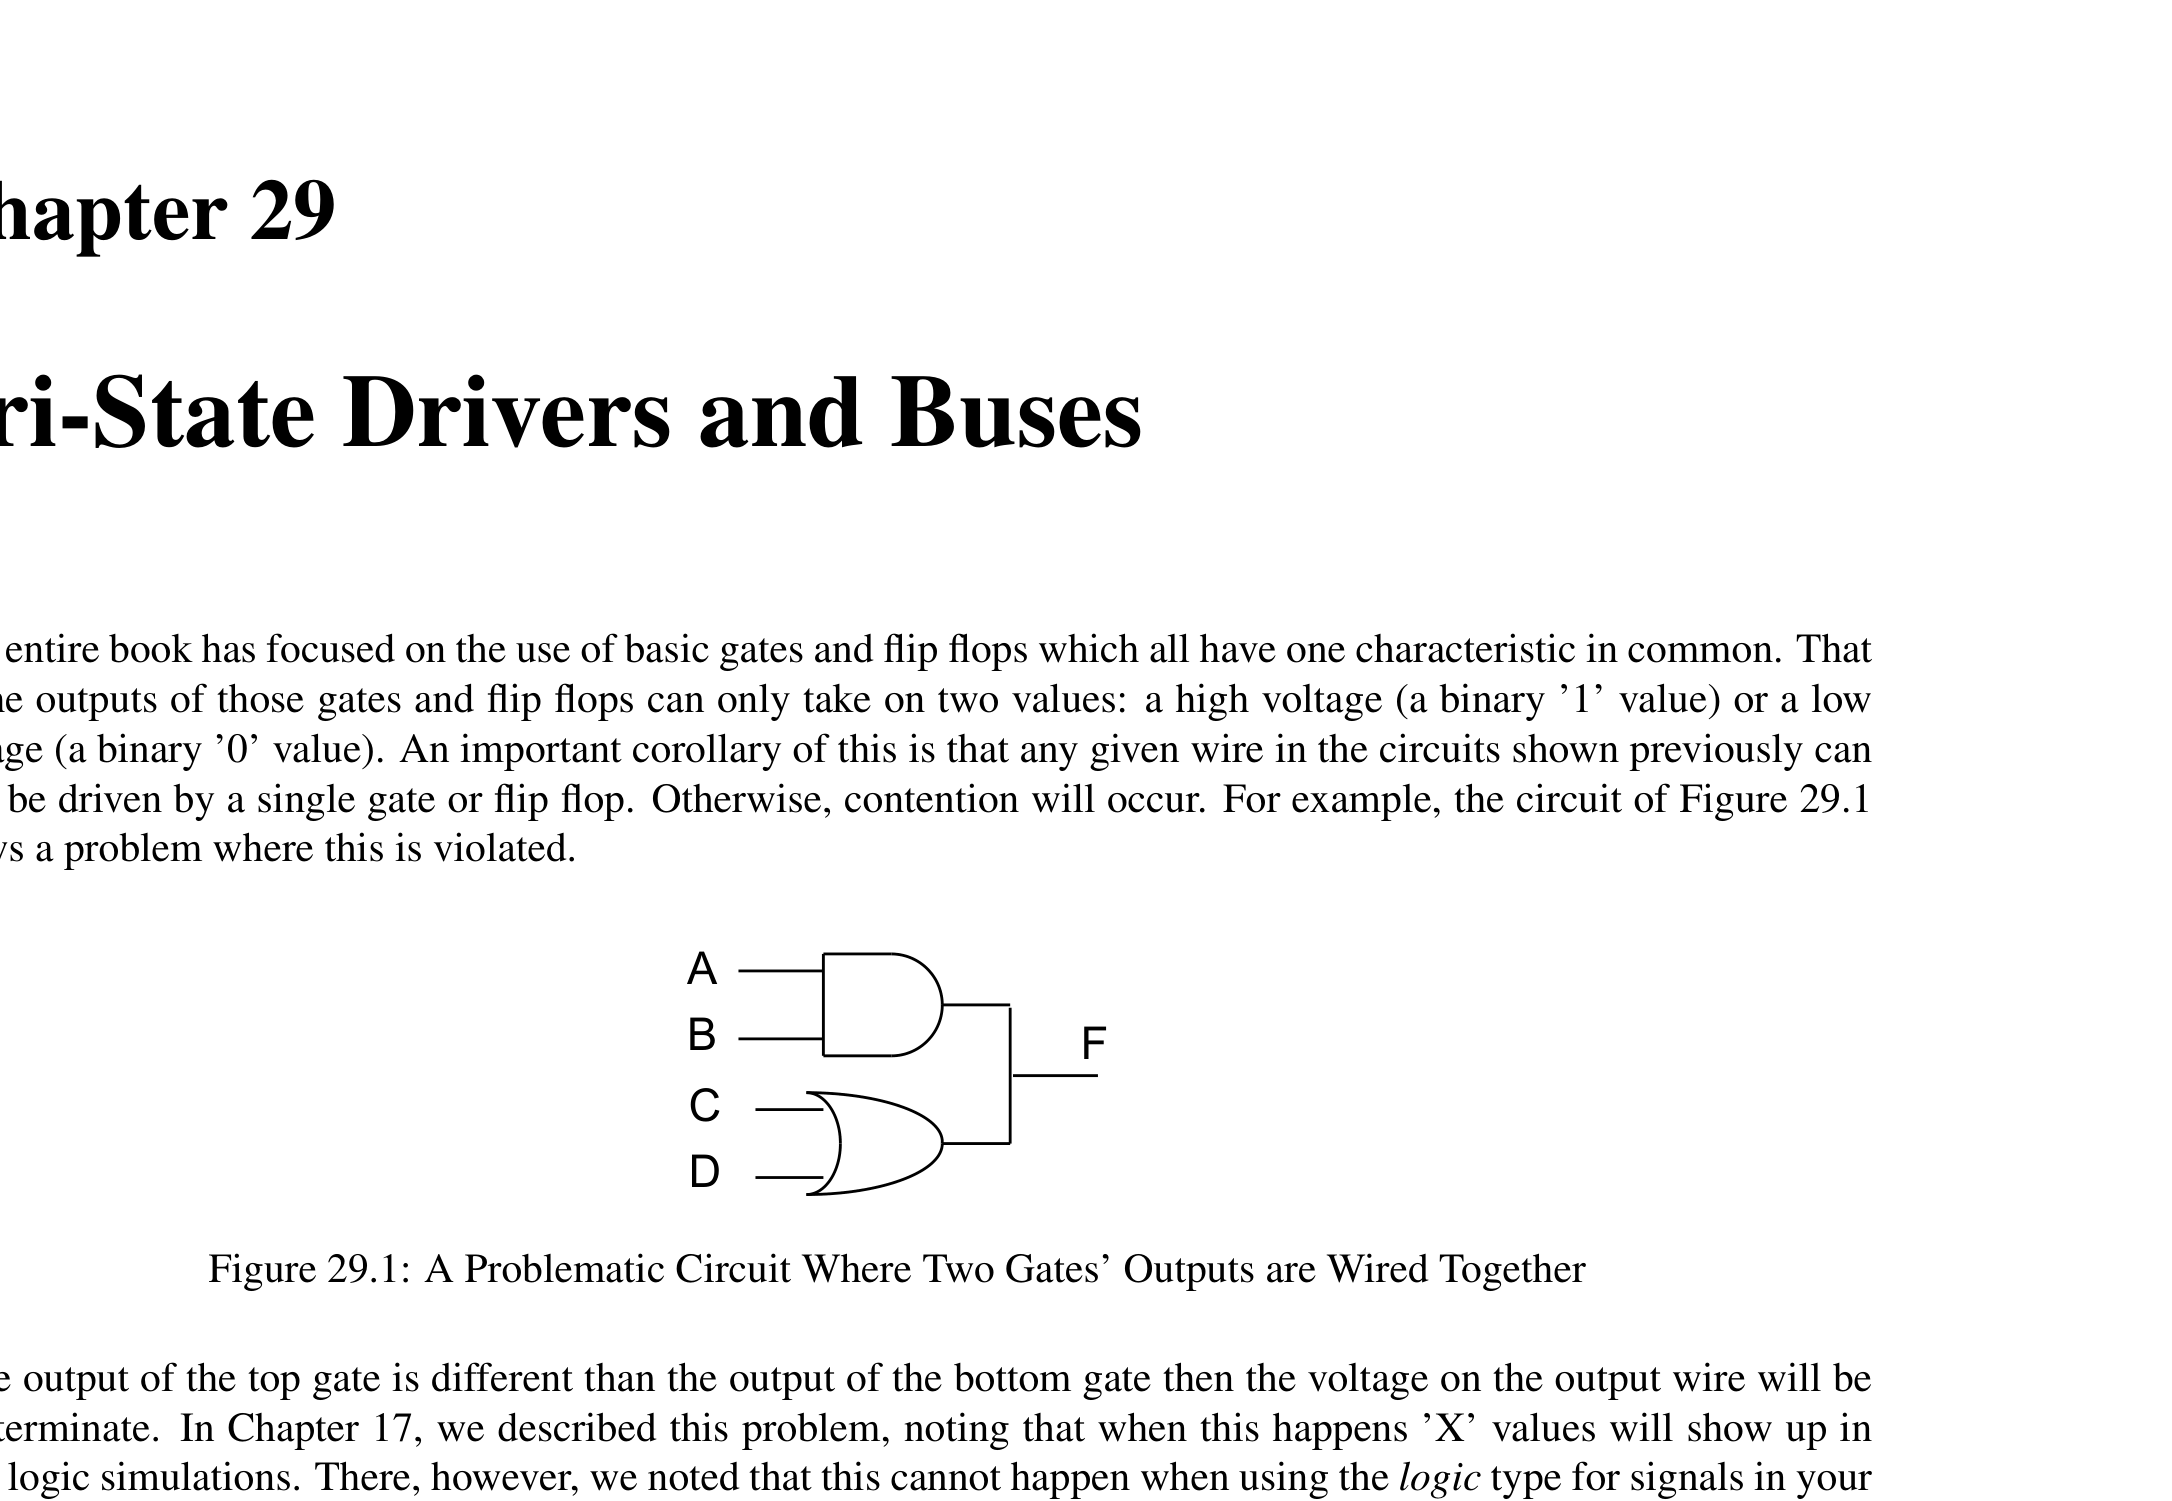 hapter 29
ri-State Drivers and Buses
entire book has focused on the use of basic gates and flip flops which all have one characteristic in common. That
e outputs of those gates and flip flops can only take on two values: a high voltage (a binary ’1’ value) or a low
ge (a binary ’0’ value). An important corollary of this is that any given wire in the circuits shown previously can
be driven by a single gate or flip flop. Otherwise, contention will occur. For example, the circuit of Figure 29.1
s a problem where this is violated.
A
B
F
C
D
Figure 29.1: A Problematic Circuit Where Two Gates’ Outputs are Wired Together
e output of the top gate is different than the output of the bottom gate then the voltage on the output wire will be
terminate. In Chapter 17, we described this problem, noting that when this happens ’X’ values will show up in
logic simulations. There, however, we noted that this cannot happen when using the logic type for signals in your